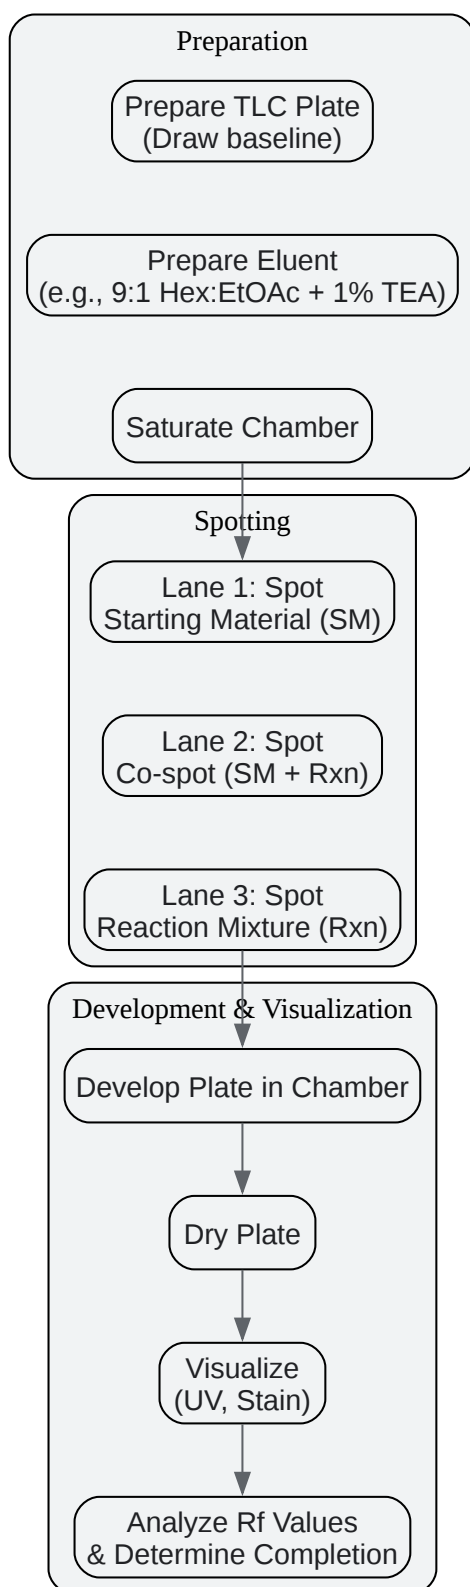 Preparation
Prepare TLC Plate
(Draw baseline)
Prepare Eluent
(e.g., 9:1 Hex:EtOAc + 1% TEA)
Saturate Chamber
Spotting
Lane 1: Spot
Starting Material (SM)
Lane 2: Spot
Co-spot (SM + Rxn)
Lane 3: Spot
Reaction Mixture (Rxn)
Development & Visualization
Develop Plate in Chamber
Dry Plate
Visualize
(UV, Stain)
Analyze Rf Values
& Determine Completion